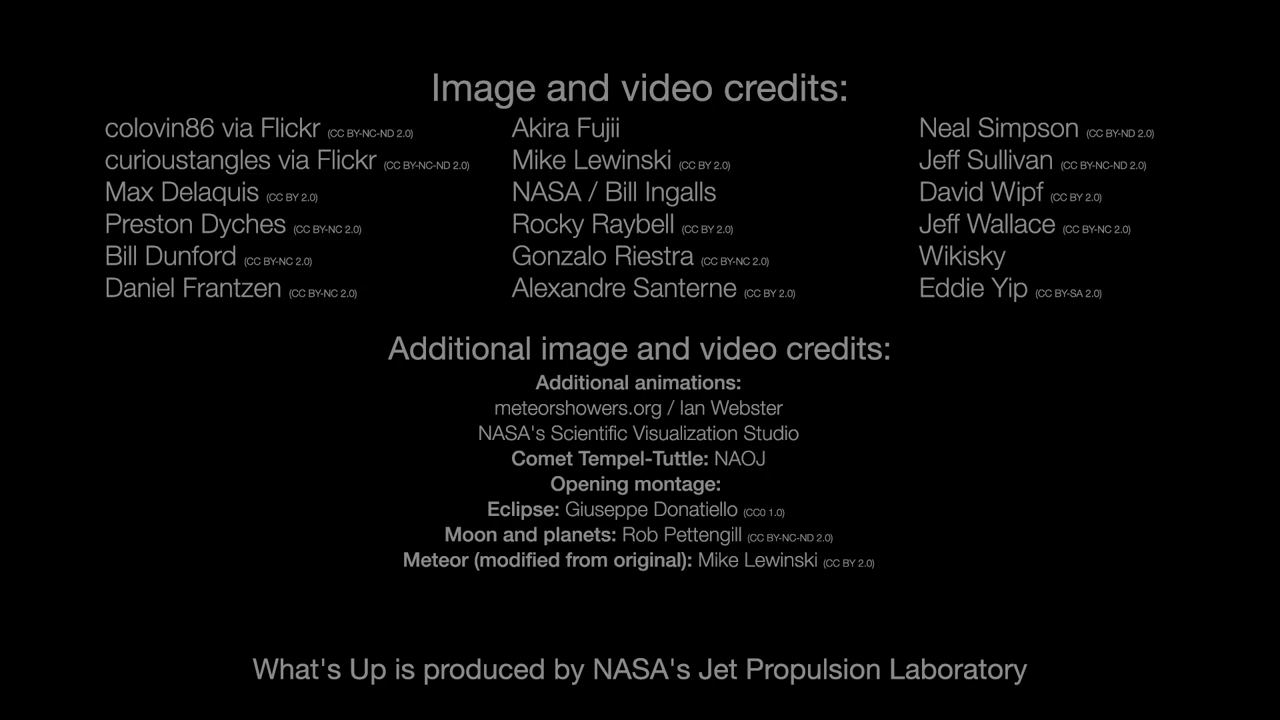 Image and video credits:
colovin86 via Flickr (CC BY-NC-ND 2.0)
curioustangles via Flickr (CC BY-NC-ND 2.0)
Max Delaquis (CC BY 2.0)
Preston Dyches (CC BY-NC 2.0)
Bill Dunford (CC BY-NC 2.0)
Daniel Frantzen (CC BY-NC 2.0)
Akira Fujii
Mike Lewinski (CC BY 2.0)
NASA / Bill Ingalls
Rocky Raybell (CC BY 2.0)
Gonzalo Riestra (CC BY-NC 2.0)
Alexandre Santerne (CC BY 2.0)
Neal Simpson (CC BY-ND 2.0)
Jeff Sullivan (CC BY-NC-ND 2.0)
David Wipf (CC BY 2.0)
Jeff Wallace (CC BY-NC 2.0)
Wikisky
Eddie Yip (CC BY-SA 2.0)
Additional image and video credits:
Additional animations:
meteorshowers.org / Ian Webster
NASA's Scientific Visualization Studio
Comet Tempel-Tuttle: NAOJ
Opening montage:
Eclipse: Giuseppe Donatiello (CC0 1.0)
Moon and planets: Rob Pettengill (CC BY-NC-ND 2.0)
Meteor (modified from original): Mike Lewinski (CC BY 2.0)
What's Up is produced by NASA's Jet Propulsion Laboratory